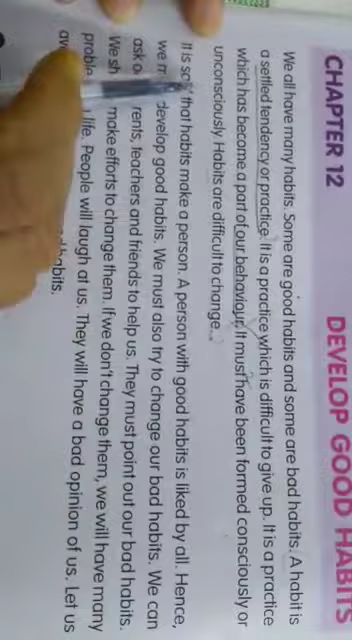 CHAPTER 12 DEVELOP GOOD HABITS
We all have many habits. Some are good habits and some are bad habits. A habit is
a settled tendency or practice. It is a practice which is difficult to give up. It is a practice
which has become a part of our behaviour. It must have been formed consciously or
unconsciously. Habits are difficult to change.
It is that habits make a person. A person with good habits is liked by all. Hence,
we develop good habits. We must also try to change our bad habits. We can
ask teachers and friends to help us. They must point out our bad habits.
We make efforts to change them. If we don't change them, we will have many
life. People will laugh at us. They will have a bad opinion of us. Let us
habits.